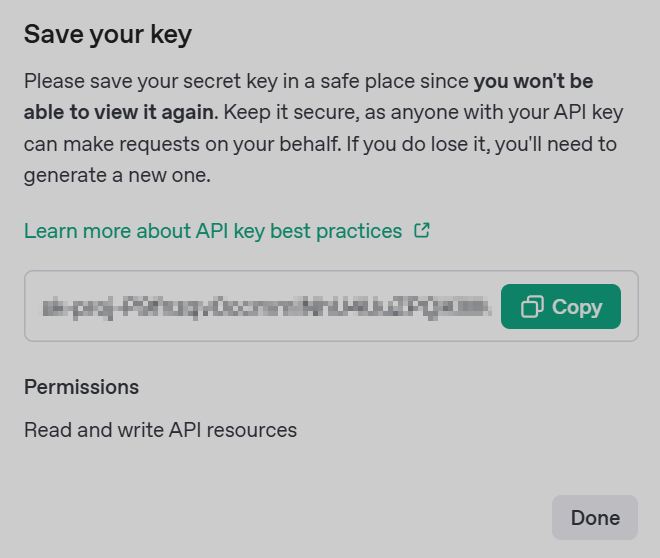 Save your key
Please save your secret key in a safe place since you won't be
able to view it again. Keep it secure, as anyone with your API key
can make requests on your behalf. If you do lose it, you'll need to
generate a new one.
Learn more about API key best practices
Copy
Permissions
Read and write API resources
Done